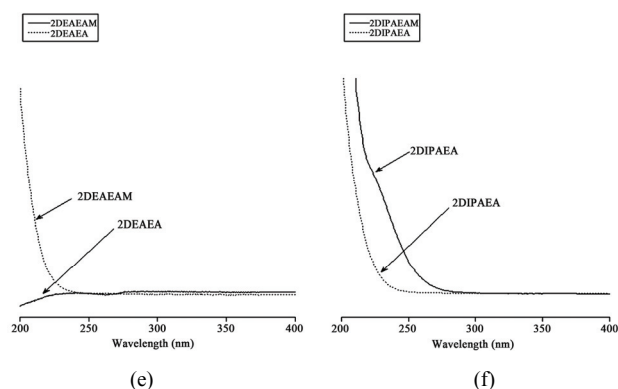 2DEAEAM
2DEAEA
2DEAEAM
2DEAEA
200 250 300 350 400
Wavelength (nm)
(e)
2DIPAEAM
2DIPAEA
2DIPAEA
2DIPAEA
200 250 300 350 400
Wavelength (nm)
(f)